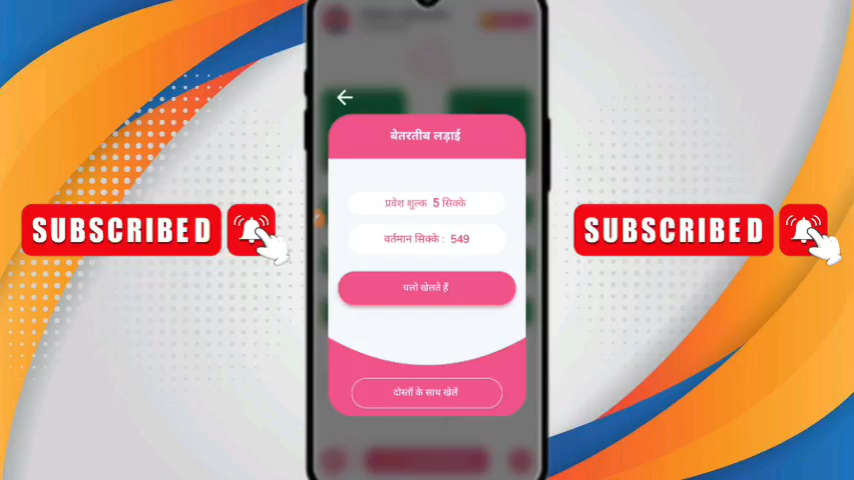 बेतरतीब लड़ाई
प्रवेश शुल्क 5 सिक्के
वर्तमान सिक्के : 549
SUBSCRIBED
SUBSCRIBED
चलो खेलते हैं
दोस्तों के साथ खेलें